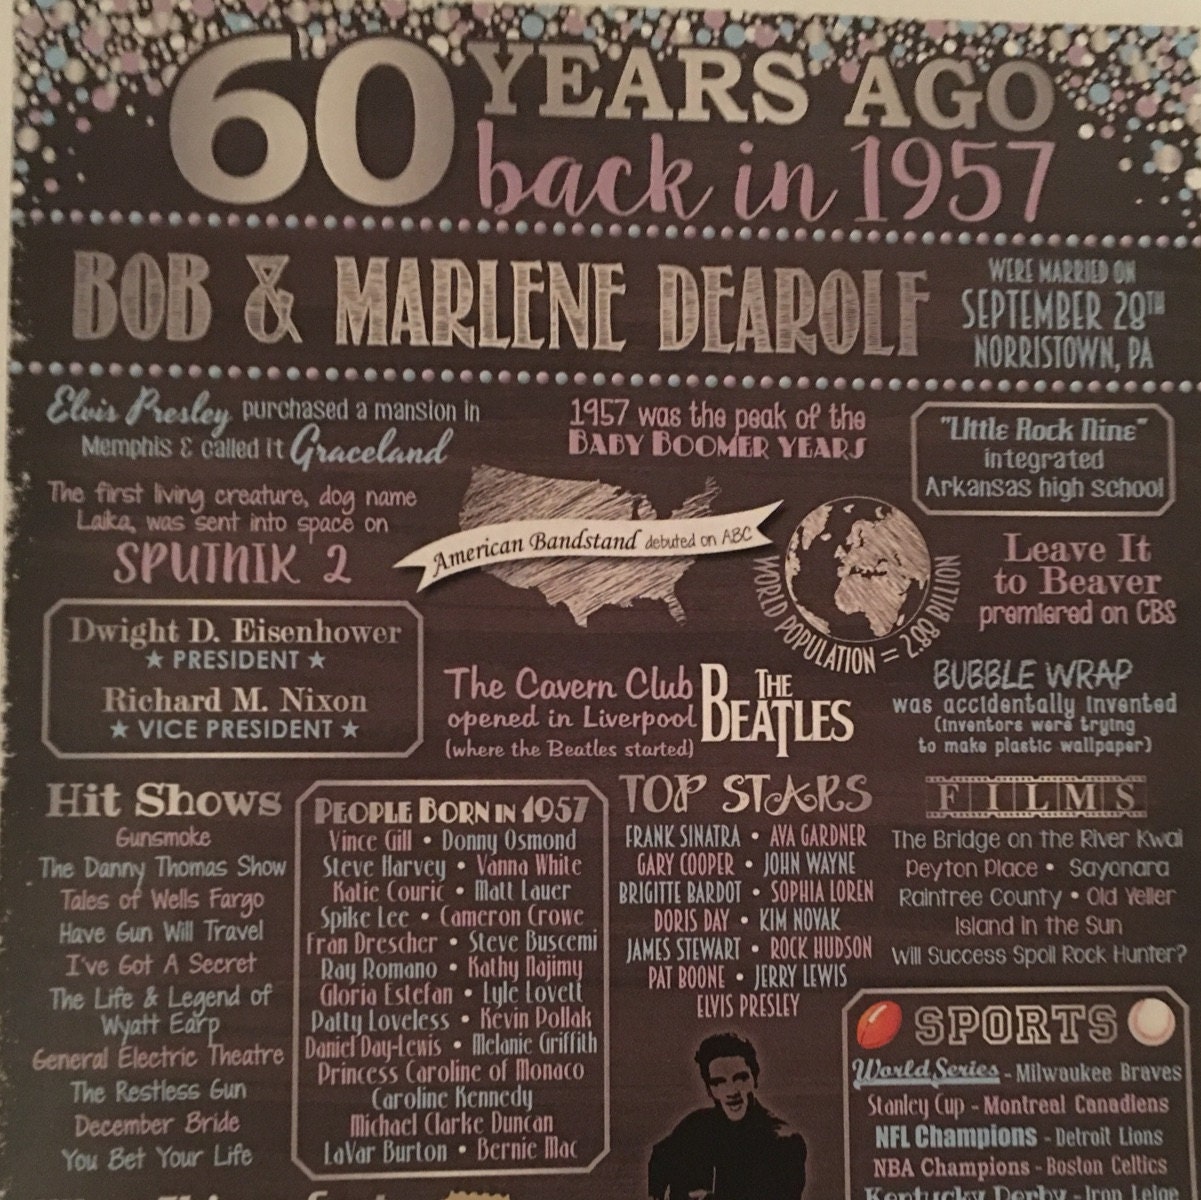 60 YEARS AGO
back in 1957
BOB & MARLENE DEAROLF
WERE MARRIED ON
SEPTEMBER 28TH
NORRISTOWN, PA
Elvis Presley purchased a mansion in
Memphis & called it Graceland
1957 was the peak of the
BABY BOOMER YEARS
"Little Rock Nine"
integrated
Arkansas high school
The first living creature, dog name
Laika, was sent into space on
SPUTNIK 2
American Bandstand debuted on ABC
WORLD POPULATION = 2.88 BILLION
Leave It
to Beaver
premiered on CBS
Dwight D. Eisenhower
★ PRESIDENT ★
Richard M. Nixon
★ VICE PRESIDENT ★
The Cavern Club
opened in Liverpool
(where the Beatles started)
THE
BEATLES
BUBBLE WRAP
was accidentally invented
(inventors were trying
to make plastic wallpaper)
Hit Shows
Gunsmoke
The Danny Thomas Show
Tales of Wells Fargo
Have Gun Will Travel
I've Got A Secret
The Life & Legend of
Wyatt Earp
General Electric Theatre
The Restless Gun
December Bride
You Bet Your Life
PEOPLE BORN IN 1957
Vince Gill • Donny Osmond
Steve Harvey • Vanna White
Katie Couric • Matt Lauer
Spike Lee • Cameron Crowe
Fran Drescher • Steve Buscemi
Ray Romano • Kathy Najimy
Gloria Estefan • Lyle Lovett
Patty Loveless • Kevin Pollak
Daniel Day-Lewis • Melanie Griffith
Princess Caroline of Monaco
Caroline Kennedy
Michael Clarke Duncan
LaVar Burton • Bernie Mac
TOP STARS
FRANK SINATRA • AVA GARDNER
GARY COOPER • JOHN WAYNE
BRIGITTE BARDOT • SOPHIA LOREN
DORIS DAY • KIM NOVAK
JAMES STEWART • ROCK HUDSON
PAT BOONE • JERRY LEWIS
ELVIS PRESLEY
FILMS
The Bridge on the River Kwai
Peyton Place • Sayonara
Raintree County • Old Yeller
Island in the Sun
Will Success Spoil Rock Hunter?
SPORTS
World Series - Milwaukee Braves
Stanley Cup - Montreal Canadiens
NFL Champions - Detroit Lions
NBA Champions - Boston Celtics
Kentucky Derby - Iron Leige